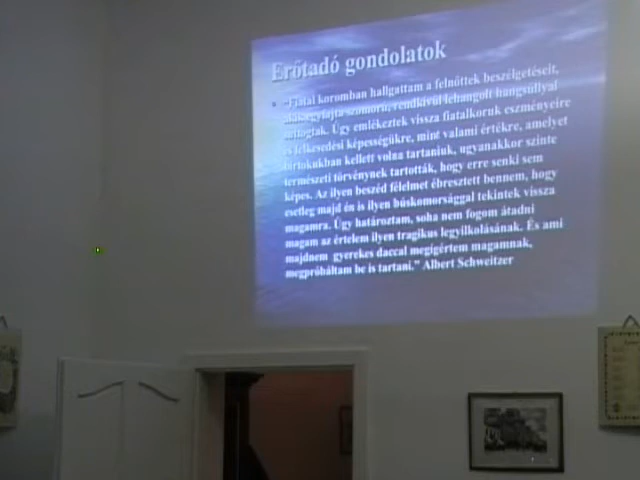 Erőtadó gondolatok
• "Fiatal koromban hallgattam a felnőttek beszélgetéseit,
szomorú, rendkívül lehangolt hangsúllyal
Úgy emlékeztek vissza fiatalkoruk eszményeire
és lelkesedési képességükre, mint valami értékre, amelyet
birtokukban kellett volna tartaniuk, ugyanakkor szinte
természeti törvénynek tartották, hogy erre senki sem
képes. Az ilyen beszéd félelmet ébresztett bennem, hogy
esetleg majd én is ilyen búskomorsággal tekintek vissza
magamra. Úgy határoztam, soha nem fogom átadni
magam az értelem ilyen tragikus legyilkolásának. És ami
majdnem gyerekes daccal megígértem magamnak,
megpróbáltam be is tartani." Albert Schweitzer